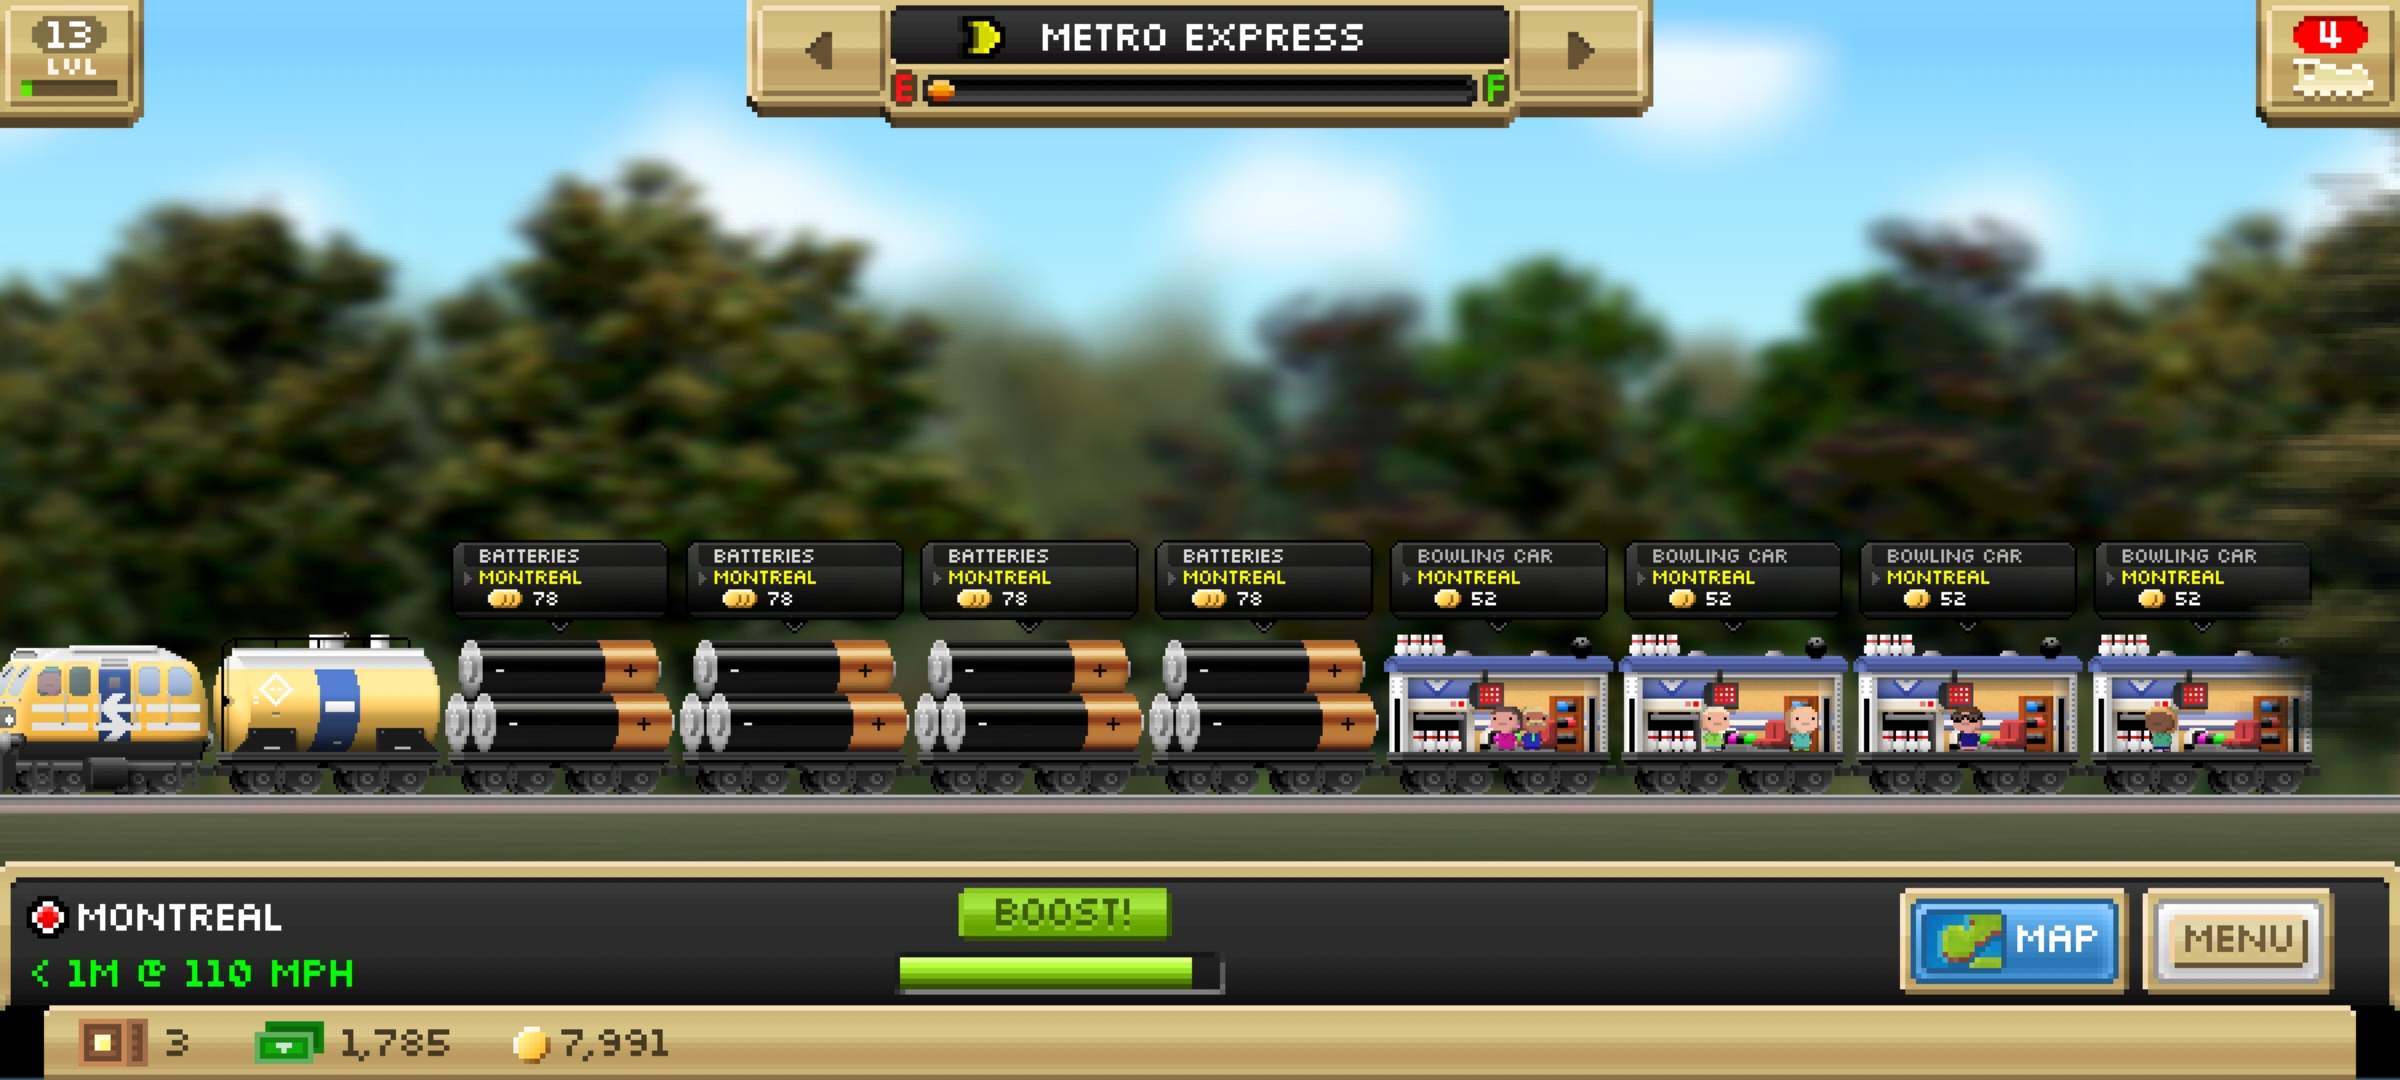 13
LVL
METRO EXPRESS
E F
4
BATTERIES
MONTREAL
78
BATTERIES
MONTREAL
78
BATTERIES
MONTREAL
78
BATTERIES
MONTREAL
78
BOWLING CAR
MONTREAL
52
BOWLING CAR
MONTREAL
52
BOWLING CAR
MONTREAL
52
BOWLING CAR
MONTREAL
52
- + - + - + - +
- + - + - + - +
MONTREAL
< 1M @ 110 MPH
BOOST!
MAP
MENU
3 1,785 7,991